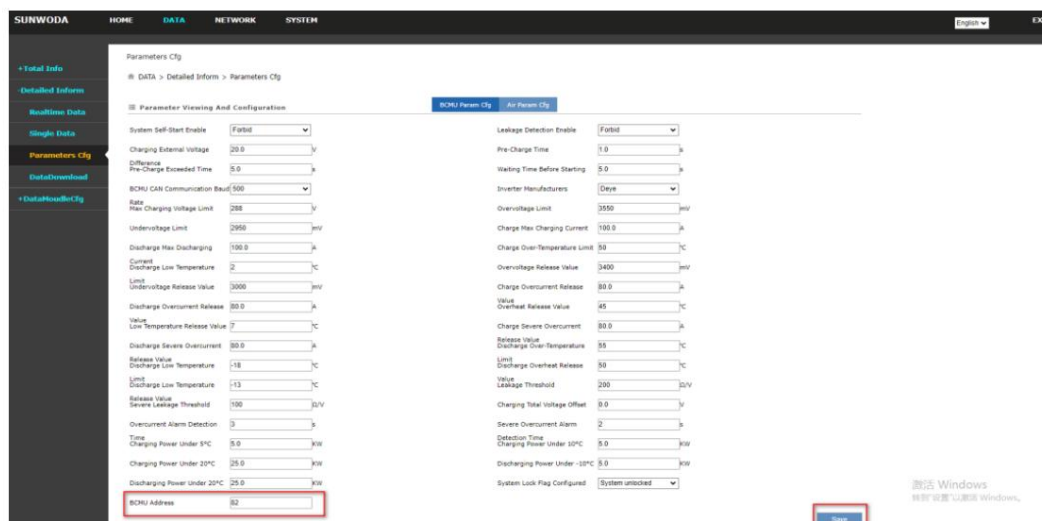 SUNWODA HOME DATA NETWORK SYSTEM English EX
+Total Info
-Detailed Inform
Realtime Data
Single Data
Parameters Cfg
DataDownload
+DataMoudleCfg
Parameters Cfg
DATA > Detailed Inform > Parameters Cfg
Parameter Viewing And Configuration BCMU Param Cfg Air Param Cfg
System Self-Start Enable Forbid Leakage Detection Enable Forbid
Charging External Voltage Difference 20.0 V Pre-Charge Time 1.0 s
Pre-Charge Exceeded Time 5.0 s Waiting Time Before Starting 5.0 s
BCMU CAN Communication Baud Rate 500 Inverter Manufacturers Deye
Max Charging Voltage Limit 288 V Overvoltage Limit 3550 mV
Undervoltage Limit 2950 mV Charge Max Charging Current 100.0 A
Discharge Max Discharging Current 100.0 A Charge Over-Temperature Limit 50 °C
Discharge Low Temperature Limit 2 °C Overvoltage Release Value 3400 mV
Undervoltage Release Value 3000 mV Charge Overcurrent Release Value 80.0 A
Discharge Overcurrent Release Value 80.0 A Overheat Release Value 45 °C
Low Temperature Release Value 7 °C Charge Severe Overcurrent Release Value 80.0 A
Discharge Severe Overcurrent Release Value 80.0 A Discharge Over-Temperature Limit 55 °C
Discharge Low Temperature Limit -18 °C Discharge Overheat Release Value 50 °C
Discharge Low Temperature Release Value -13 °C Leakage Threshold 200 Ω/V
Severe Leakage Threshold 100 Ω/V Charging Total Voltage Offset 0.0 V
Overcurrent Alarm Detection Time 3 s Severe Overcurrent Alarm Detection Time 2 s
Charging Power Under 5°C 5.0 KW Charging Power Under 10°C 5.0 KW
Charging Power Under 20°C 25.0 KW Discharging Power Under -10°C 5.0 KW
Discharging Power Under 20°C 25.0 KW System Lock Flag Configured System unlocked
BCMU Address 82
Save
激活 Windows
转到"设置"以激活 Windows。